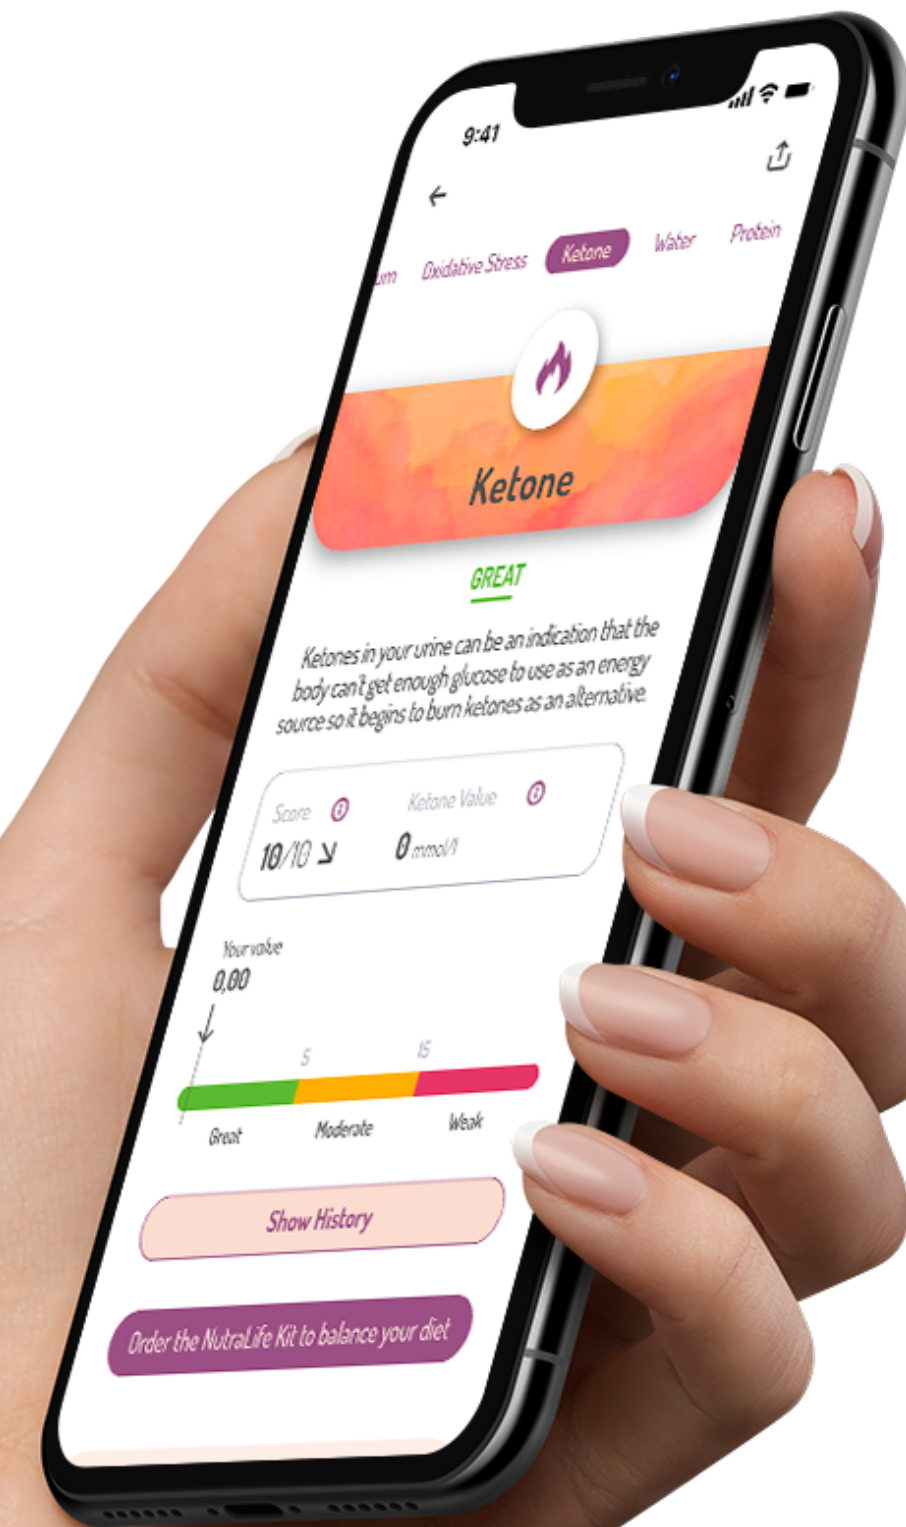 9:41
um Oxidative Stress Ketone Water Protein
Ketone
GREAT
Ketones in your urine can be an indication that the
body can't get enough glucose to use as an energy
source so it begins to burn ketones as an alternative.
Score Ketone Value
10/10 0 mmol/l
Your value
0,00
5 15
Great Moderate Weak
Show History
Order the NutraLife Kit to balance your diet